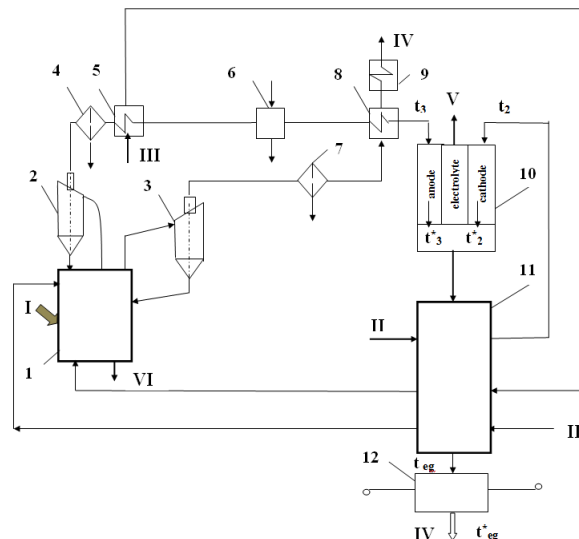 IV
4
5
6
8
9
t₃
V
t₂
III
7
2
3
anode
electrolyte
cathode
10
t*₃
t*₂
11
I
II
1
VI
II
12
t eg
IV
t*eg